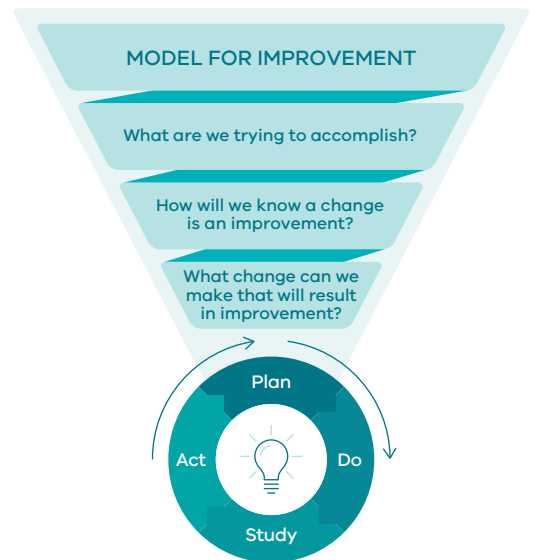 MODEL FOR IMPROVEMENT
What are we trying to accomplish?
How will we know a change
is an improvement?
What change can we
make that will result
in improvement?
Plan
Act
Do
Study